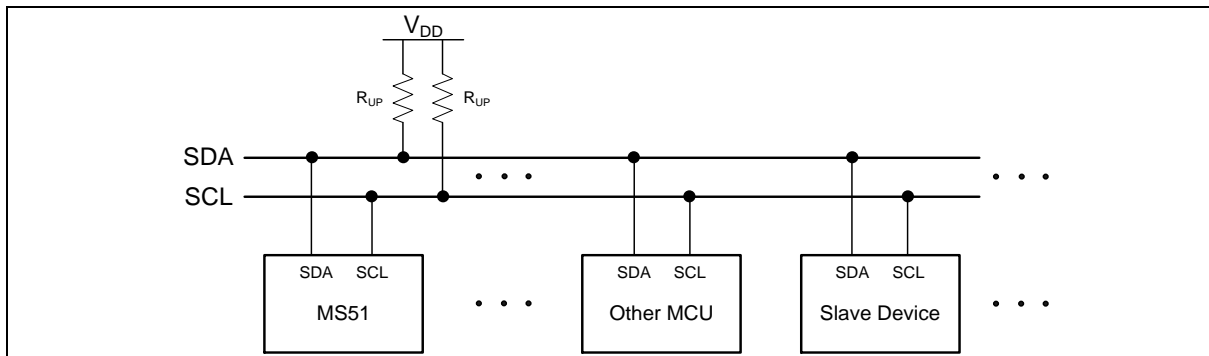 VDD
RUP RUP
SDA
SCL
SDA SCL SDA SCL SDA SCL
MS51 Other MCU Slave Device